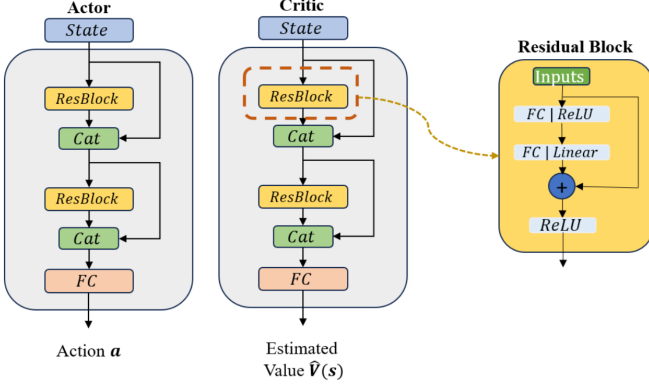 Actor
State
ResBlock
Cat
ResBlock
Cat
FC
Action a
Critic
State
ResBlock
Cat
ResBlock
Cat
FC
Estimated
Value V̂(s)
Residual Block
Inputs
FC | ReLU
FC | Linear
+
ReLU